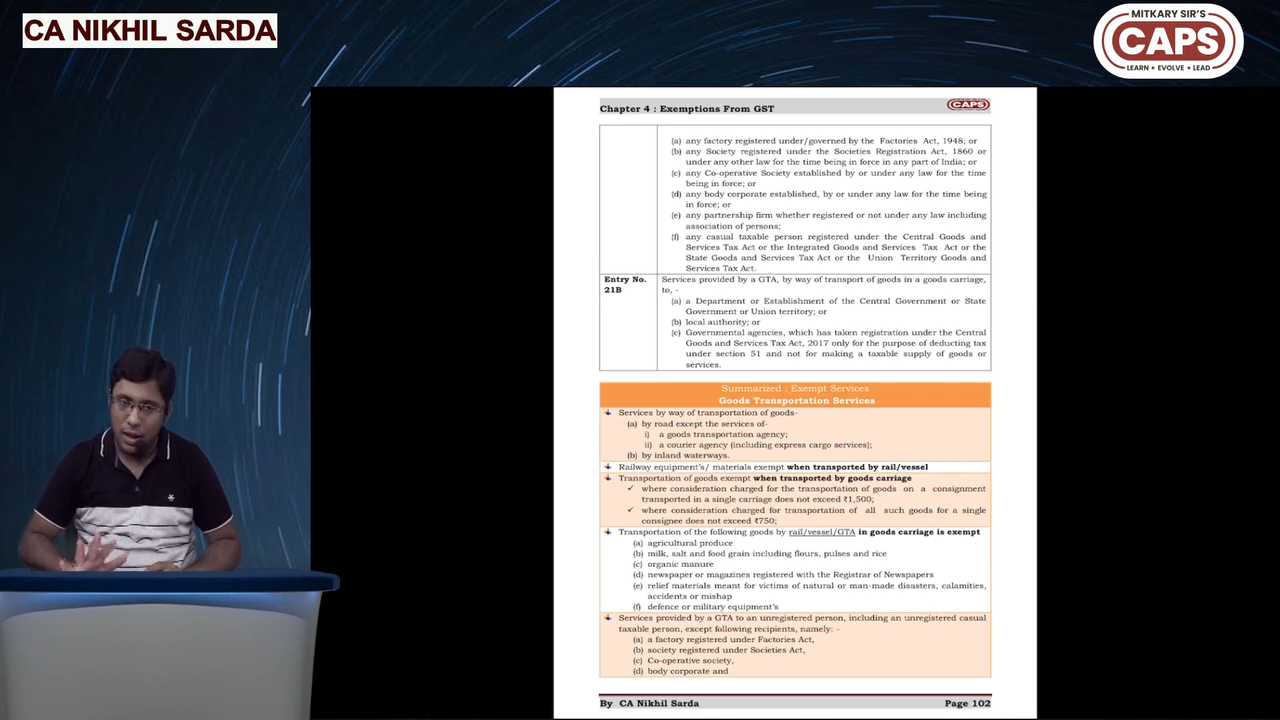 CA NIKHIL SARDA
MITKARY SIR'S
CAPS
LEARN • EVOLVE • LEAD
Chapter 4 : Exemptions From GST
CAPS
(a) any factory registered under/governed by the Factories Act, 1948; or
(b) any Society registered under the Societies Registration Act, 1860 or
under any other law for the time being in force in any part of India; or
(c) any Co-operative Society established by or under any law for the time
being in force; or
(d) any body corporate established, by or under any law for the time being
in force; or
(e) any partnership firm whether registered or not under any law including
association of persons;
(f) any casual taxable person registered under the Central Goods and
Services Tax Act or the Integrated Goods and Services Tax Act or the
State Goods and Services Tax Act or the Union Territory Goods and
Services Tax Act.
Entry No.
21B
Services provided by a GTA, by way of transport of goods in a goods carriage,
to, -
(a) a Department or Establishment of the Central Government or State
Government or Union territory; or
(b) local authority; or
(c) Governmental agencies, which has taken registration under the Central
Goods and Services Tax Act, 2017 only for the purpose of deducting tax
under section 51 and not for making a taxable supply of goods or
services.
Summarized : Exempt Services
Goods Transportation Services
Services by way of transportation of goods-
(a) by road except the services of-
i) a goods transportation agency;
ii) a courier agency (including express cargo services);
(b) by inland waterways.
Railway equipment's/ materials exempt when transported by rail/vessel
Transportation of goods exempt when transported by goods carriage
✓ where consideration charged for the transportation of goods on a consignment
transported in a single carriage does not exceed ₹1,500;
✓ where consideration charged for transportation of all such goods for a single
consignee does not exceed ₹750;
Transportation of the following goods by rail/vessel/GTA in goods carriage is exempt
(a) agricultural produce
(b) milk, salt and food grain including flours, pulses and rice
(c) organic manure
(d) newspaper or magazines registered with the Registrar of Newspapers
(e) relief materials meant for victims of natural or man-made disasters, calamities,
accidents or mishap
(f) defence or military equipment's
Services provided by a GTA to an unregistered person, including an unregistered casual
taxable person, except following recipients, namely: -
(a) a factory registered under Factories Act,
(b) society registered under Societies Act,
(c) Co-operative society,
(d) body corporate and
By CA Nikhil Sarda
Page 102